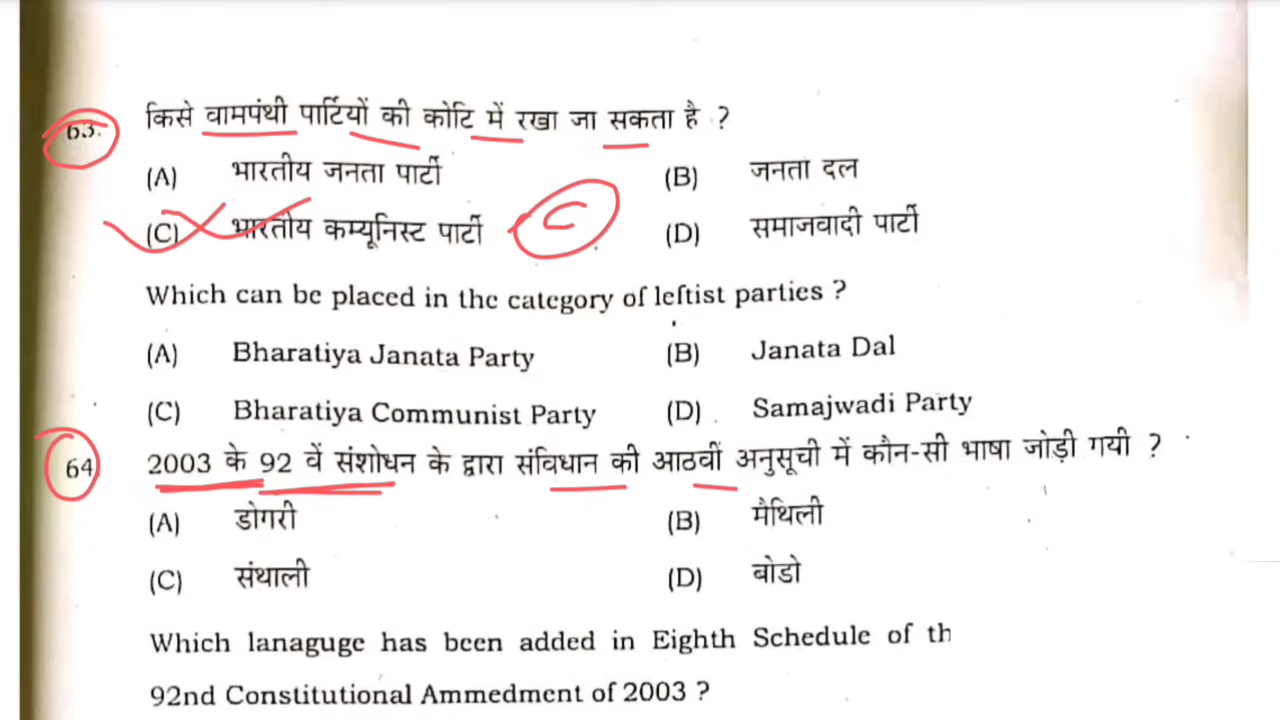 63. किसे वामपंथी पार्टियों की कोटि में रखा जा सकता है ?
(A) भारतीय जनता पार्टी (B) जनता दल
(C) भारतीय कम्यूनिस्ट पार्टी C (D) समाजवादी पार्टी
Which can be placed in the category of leftist parties ?
(A) Bharatiya Janata Party (B) Janata Dal
(C) Bharatiya Communist Party (D) Samajwadi Party
64 2003 के 92 वें संशोधन के द्वारा संविधान की आठवीं अनुसूची में कौन-सी भाषा जोड़ी गयी ?
(A) डोगरी (B) मैथिली
(C) संथाली (D) बोडो
Which lanaguge has been added in Eighth Schedule of th
92nd Constitutional Ammedment of 2003 ?